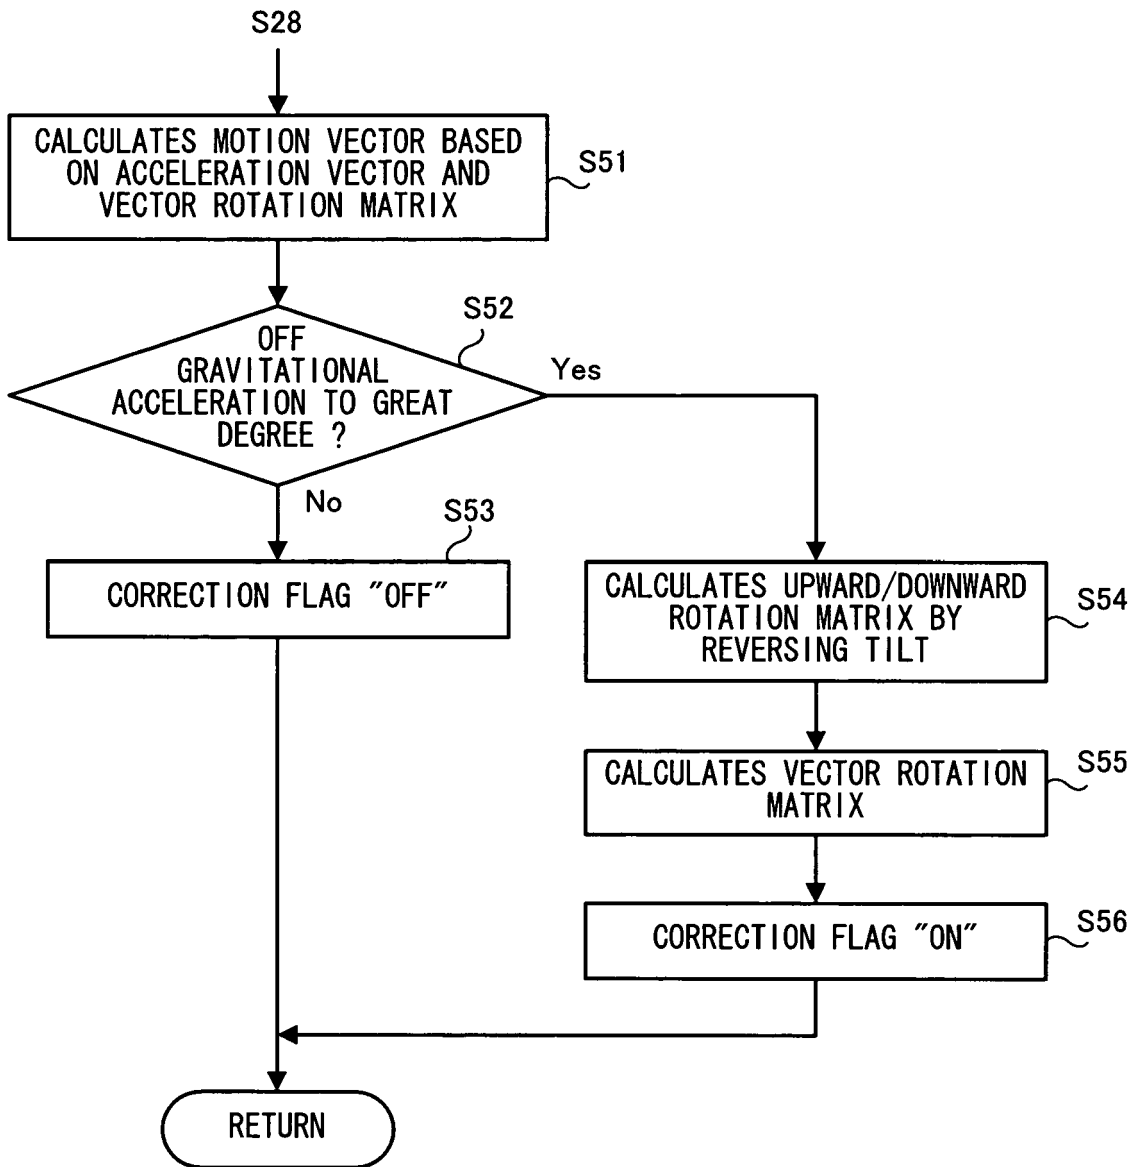 S28
CALCULATES MOTION VECTOR BASED
ON ACCELERATION VECTOR AND
VECTOR ROTATION MATRIX
S51
S52
OFF
GRAVITATIONAL
ACCELERATION TO GREAT
DEGREE ?
Yes
No
S53
CORRECTION FLAG "OFF"
CALCULATES UPWARD/DOWNWARD
ROTATION MATRIX BY
REVERSING TILT
S54
CALCULATES VECTOR ROTATION
MATRIX
S55
CORRECTION FLAG "ON"
S56
RETURN